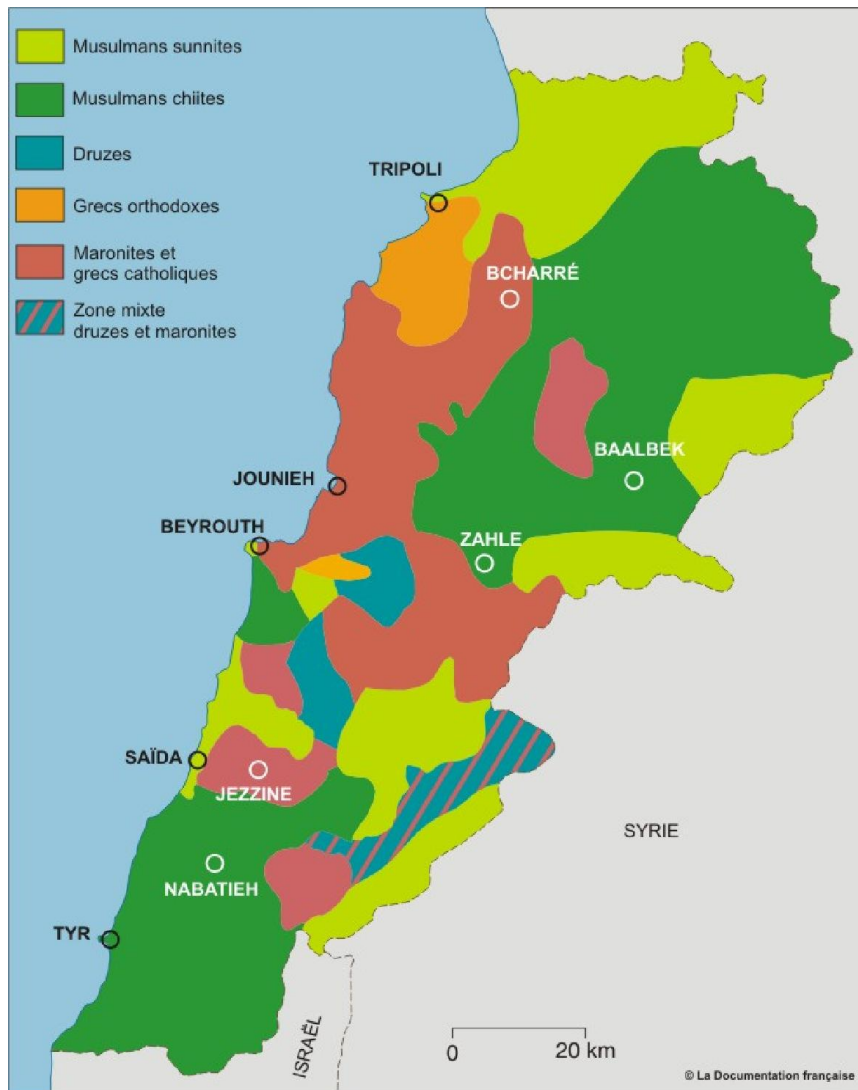 Musulmans sunnites
Musulmans chiites
Druzes
Grecs orthodoxes
Maronites et
grecs catholiques
Zone mixte
druzes et maronites
TRIPOLI
BCHARRÉ
JOUNIEH
BAALBEK
BEYROUTH
ZAHLE
SAÏDA
JEZZINE
SYRIE
NABATIEH
TYR
ISRAËL
0 20 km
© La Documentation française